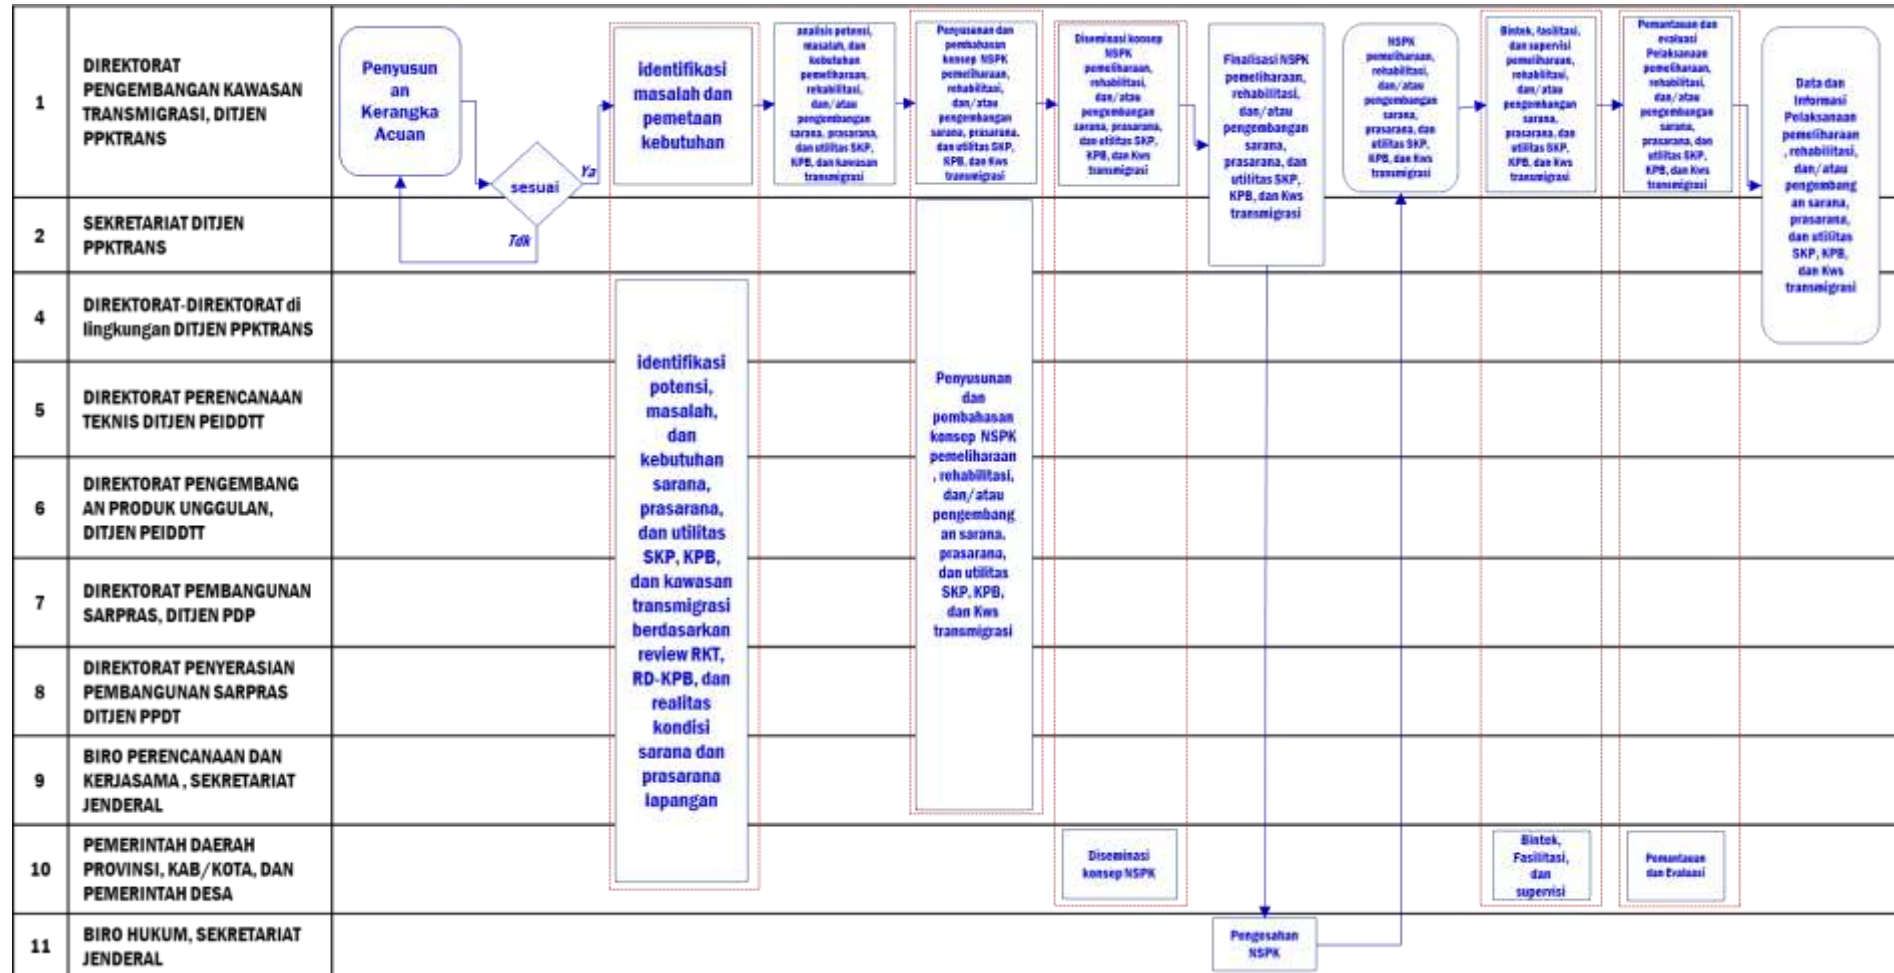 1
DIREKTORAT
PENGEMBANGAN KAWASAN
TRANSMIGRASI, DITJEN
PPKTRANS
Penyusun
an
Kerangka
Acuan
sesuai
Ya
Tdk
identifikasi
masalah dan
pemetaan
kebutuhan
analisis potensi,
masalah, dan
kebutuhan
pemeliharaan,
rehabilitasi,
dan/atau
pengembangan
sarana, prasarana,
dan utilitas SKP,
KPB, dan kawasan
transmigrasi
Penyusunan dan
pembahasan
konsep NSPK
pemeliharaan,
rehabilitasi,
dan/atau
pengembangan
sarana, prasarana,
dan utilitas SKP,
KPB, dan Kws
transmigrasi
Diseminasi konsep
NSPK
pemeliharaan,
rehabilitasi,
dan/atau
pengembangan
sarana, prasarana,
dan utilitas SKP,
KPB, dan Kws
transmigrasi
Finalisasi NSPK
pemeliharaan,
rehabilitasi,
dan/atau
pengembangan
sarana,
prasarana, dan
utilitas SKP,
KPB, dan Kws
transmigrasi
NSPK
pemeliharaan,
rehabilitasi,
dan/atau
pengembangan
sarana,
prasarana, dan
utilitas SKP,
KPB, dan Kws
transmigrasi
Bintek, fasilitasi,
dan supervisi
pemeliharaan,
rehabilitasi,
dan/atau
pengembangan
sarana,
prasarana, dan
utilitas SKP,
KPB, dan Kws
transmigrasi
Pemantauan dan
evaluasi
Pelaksanaan
pemeliharaan,
rehabilitasi,
dan/atau
pengembangan
sarana,
prasarana, dan
utilitas SKP,
KPB, dan Kws
transmigrasi
Data dan
Informasi
Pelaksanaan
pemeliharaan
, rehabilitasi,
dan/atau
pengembang
an sarana,
prasarana,
dan utilitas
SKP, KPB,
dan Kws
transmigrasi
2
SEKRETARIAT DITJEN
PPKTRANS
4
DIREKTORAT-DIREKTORAT di
lingkungan DITJEN PPKTRANS
identifikasi
potensi,
masalah,
dan
kebutuhan
sarana,
prasarana,
dan utilitas
SKP, KPB,
dan kawasan
transmigrasi
berdasarkan
review RKT,
RD-KPB, dan
realitas
kondisi
sarana dan
prasarana
lapangan
Penyusunan
dan
pembahasan
konsep NSPK
pemeliharaan
, rehabilitasi,
dan/atau
pengembang
an sarana,
prasarana,
dan utilitas
SKP, KPB,
dan Kws
transmigrasi
5
DIREKTORAT PERENCANAAN
TEKNIS DITJEN PEIDDTT
6
DIREKTORAT PENGEMBANG
AN PRODUK UNGGULAN,
DITJEN PEIDDTT
7
DIREKTORAT PEMBANGUNAN
SARPRAS, DITJEN PDP
8
DIREKTORAT PENYERASIAN
PEMBANGUNAN SARPRAS
DITJEN PPDT
9
BIRO PERENCANAAN DAN
KERJASAMA , SEKRETARIAT
JENDERAL
10
PEMERINTAH DAERAH
PROVINSI, KAB/KOTA, DAN
PEMERINTAH DESA
Diseminasi
konsep NSPK
Bintek,
Fasilitasi,
dan
supervisi
Pemantauan
dan Evaluasi
11
BIRO HUKUM, SEKRETARIAT
JENDERAL
Pengesahan
NSPK